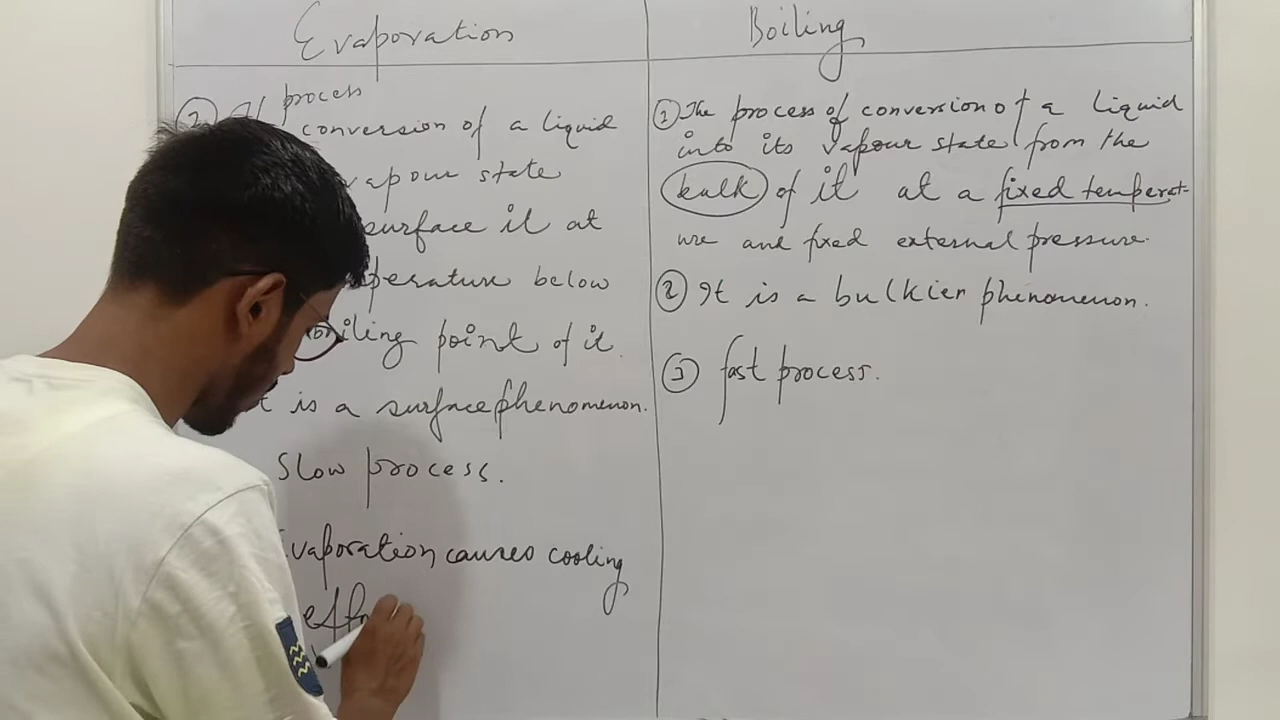 Evaporation
process
conversion of a liquid
vapour state
surface it at
perature below
boiling point of it.
is a surface phenomenon.
Slow process.
Evaporation causes cooling
Boiling
① The process of conversion of a liquid
into its vapour state from the
bulk of it at a fixed temperat-
ure and fixed external pressure.
② It is a bulkier phenomenon.
③ fast process.